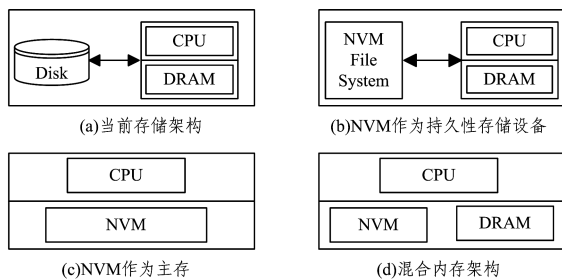 Disk
CPU
DRAM
(a)当前存储架构
NVM
File
System
CPU
DRAM
(b)NVM作为持久性存储设备
CPU
NVM
(c)NVM作为主存
CPU
NVM
DRAM
(d)混合内存架构